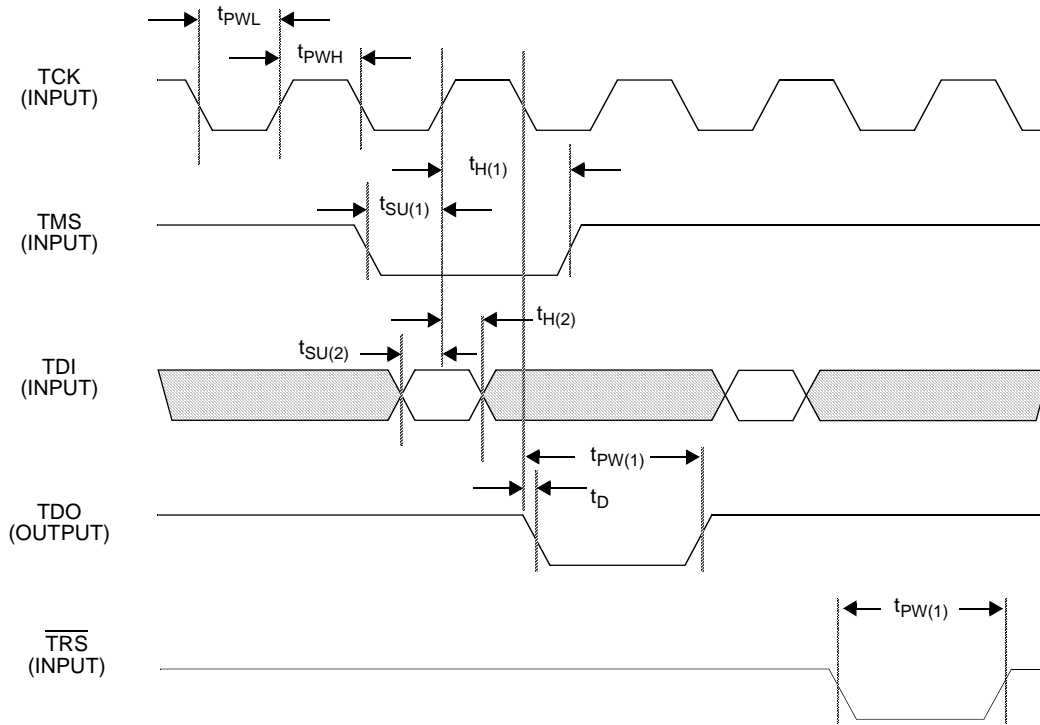 tPWL
tPWH
TCK
(INPUT)
tH(1)
tSU(1)
TMS
(INPUT)
tH(2)
tSU(2)
TDI
(INPUT)
tPW(1)
tD
TDO
(OUTPUT)
tPW(1)
TRS
(INPUT)